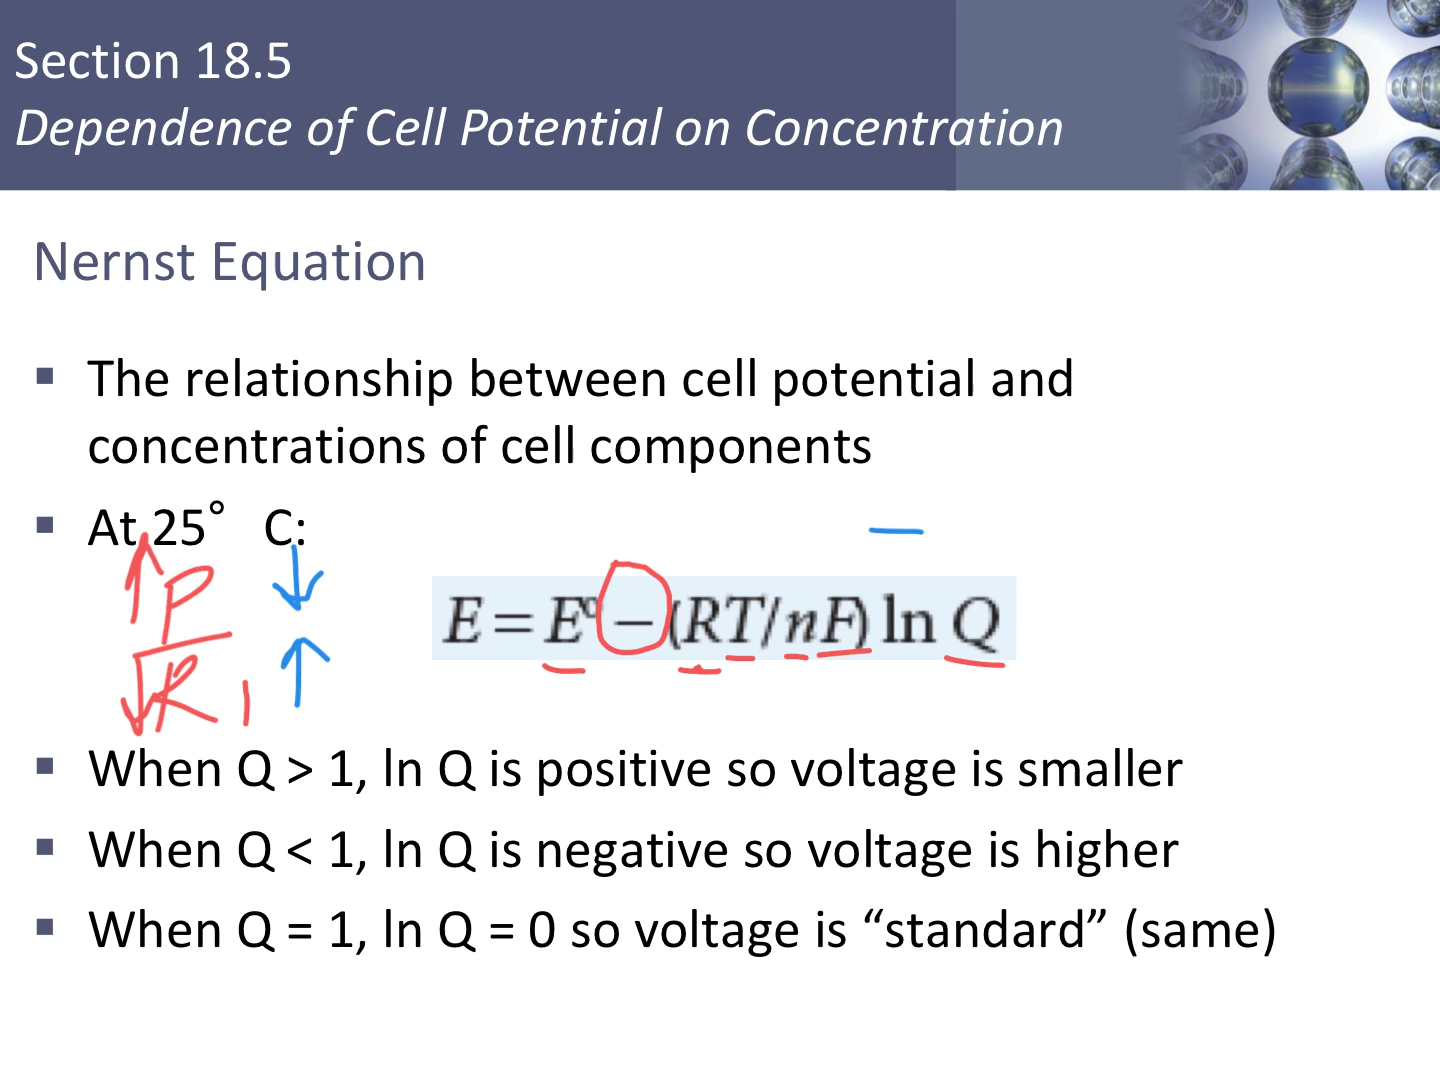 Section 18.5
Dependence of Cell Potential on Concentration
Nernst Equation
▪ The relationship between cell potential and
concentrations of cell components
▪ At 25° C:
P
R
1
E = E⁰ – (RT/nF) ln Q
▪ When Q > 1, ln Q is positive so voltage is smaller
▪ When Q < 1, ln Q is negative so voltage is higher
▪ When Q = 1, ln Q = 0 so voltage is “standard” (same)